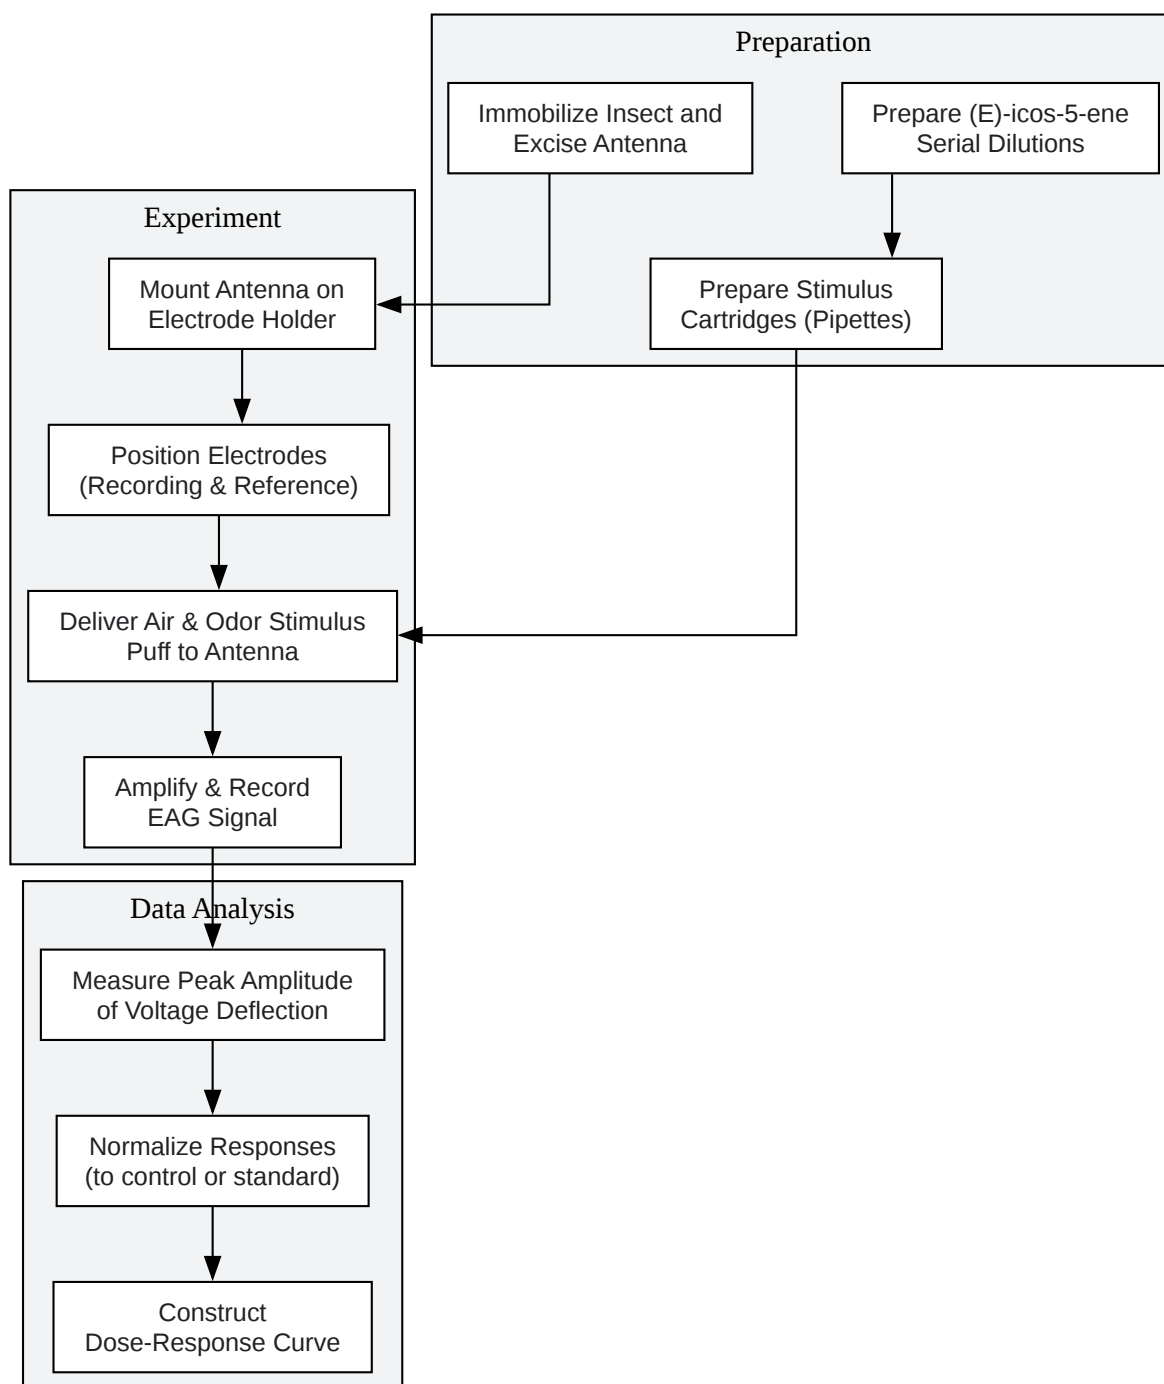 Preparation
Immobilize Insect and
Excise Antenna
Prepare (E)-icos-5-ene
Serial Dilutions
Prepare Stimulus
Cartridges (Pipettes)
Experiment
Mount Antenna on
Electrode Holder
Position Electrodes
(Recording & Reference)
Deliver Air & Odor Stimulus
Puff to Antenna
Amplify & Record
EAG Signal
Data Analysis
Measure Peak Amplitude
of Voltage Deflection
Normalize Responses
(to control or standard)
Construct
Dose-Response Curve